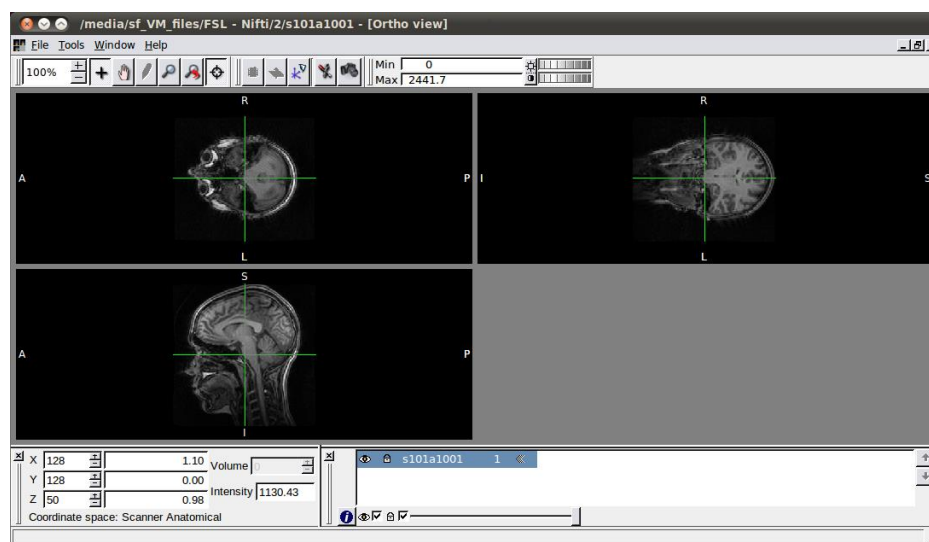 /media/sf_VM_files/FSL - Nifti/2/s101a1001 - [Ortho view]
File Tools Window Help
100%
Min 0
Max 2441.7
R
R
A
P
I
S
L
L
S
A
P
I
X 128 1.10 Volume 0
Y 128 0.00
Intensity 1130.43
Z 50 0.98
Coordinate space: Scanner Anatomical
s101a1001 1